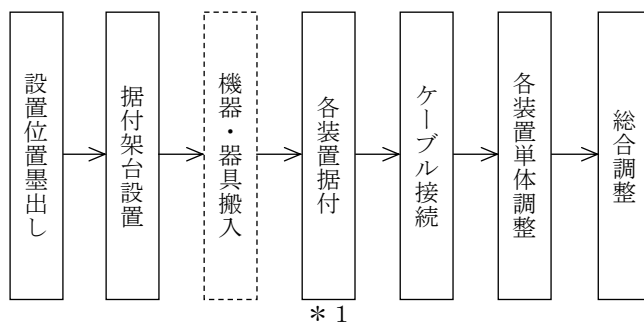 設置位置墨出し
据付架台設置
機器・器具搬入
各装置据付
ケーブル接続
各装置単体調整
総合調整
＊1